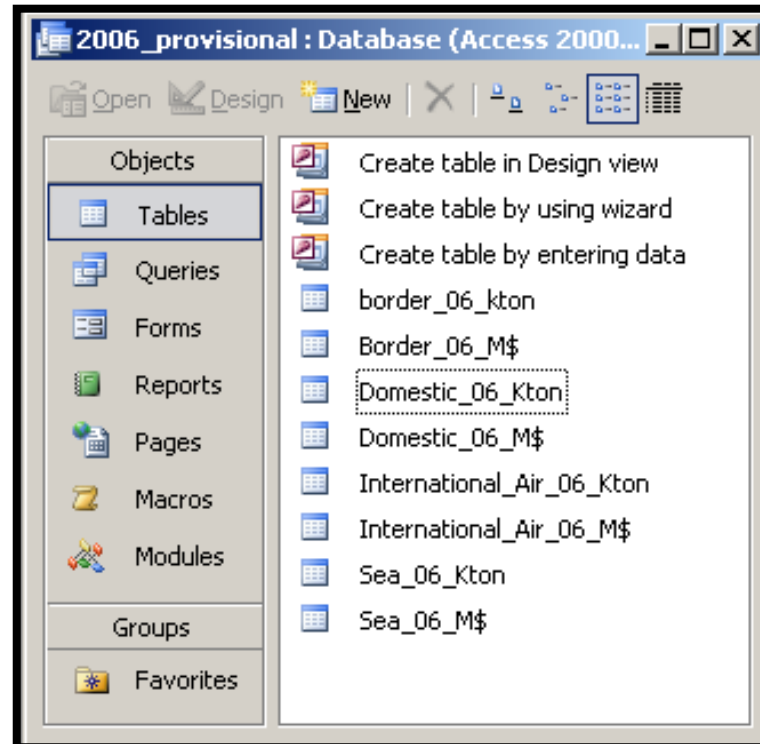 2006_provisional : Database (Access 2000...
Open Design New
Objects
Tables
Queries
Forms
Reports
Pages
Macros
Modules
Groups
Favorites
Create table in Design view
Create table by using wizard
Create table by entering data
border_06_kton
Border_06_M$
Domestic_06_Kton
Domestic_06_M$
International_Air_06_Kton
International_Air_06_M$
Sea_06_Kton
Sea_06_M$